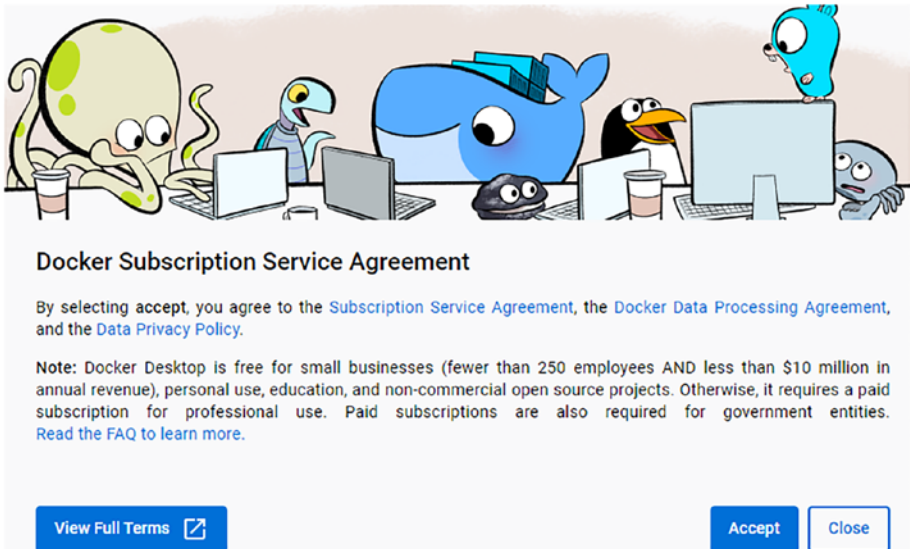 Docker Subscription Service Agreement
By selecting accept, you agree to the Subscription Service Agreement, the Docker Data Processing Agreement,
and the Data Privacy Policy.
Note: Docker Desktop is free for small businesses (fewer than 250 employees AND less than $10 million in
annual revenue), personal use, education, and non-commercial open source projects. Otherwise, it requires a paid
subscription for professional use. Paid subscriptions are also required for government entities.
Read the FAQ to learn more.
View Full Terms
Accept
Close